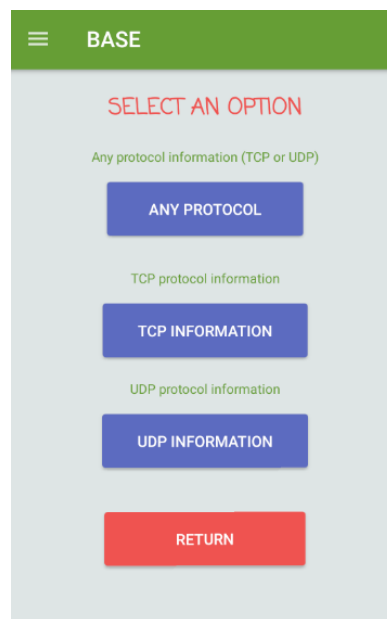 BASE
SELECT AN OPTION
Any protocol information (TCP or UDP)
ANY PROTOCOL
TCP protocol information
TCP INFORMATION
UDP protocol information
UDP INFORMATION
RETURN